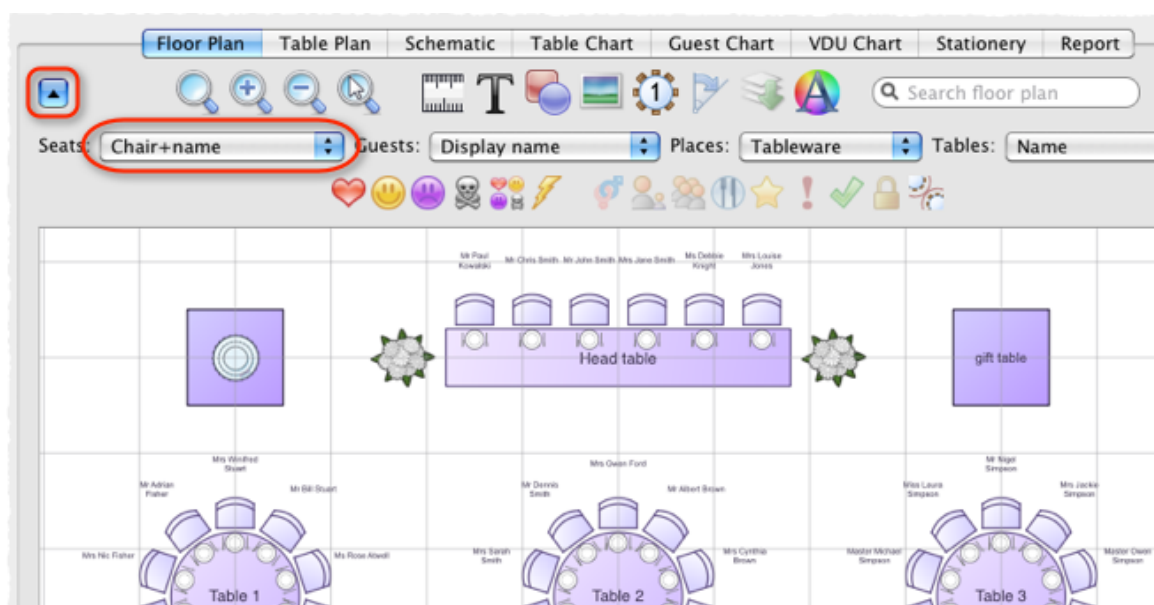 Floor Plan Table Plan Schematic Table Chart Guest Chart VDU Chart Stationery Report
T 1 A Search floor plan
Seats: Chair+name Guests: Display name Places: Tableware Tables: Name
Mr Paul Kowalski
Mr Chris Smith
Mr John Smith
Mrs Jane Smith
Ms Debbie Knight
Mrs Louise Jones
Head table
gift table
Mrs Winifred Stuart
Mr Adrian Fisher
Mr Bill Stuart
Mrs Nic Fisher
Ms Rose Atwell
Table 1
Mrs Gwen Ford
Mr Dennis Smith
Mr Albert Brown
Mrs Sarah Smith
Mrs Cynthia Brown
Table 2
Mr Nigel Simpson
Miss Laura Simpson
Mrs Jackie Simpson
Master Michael Simpson
Master Owen Simpson
Table 3